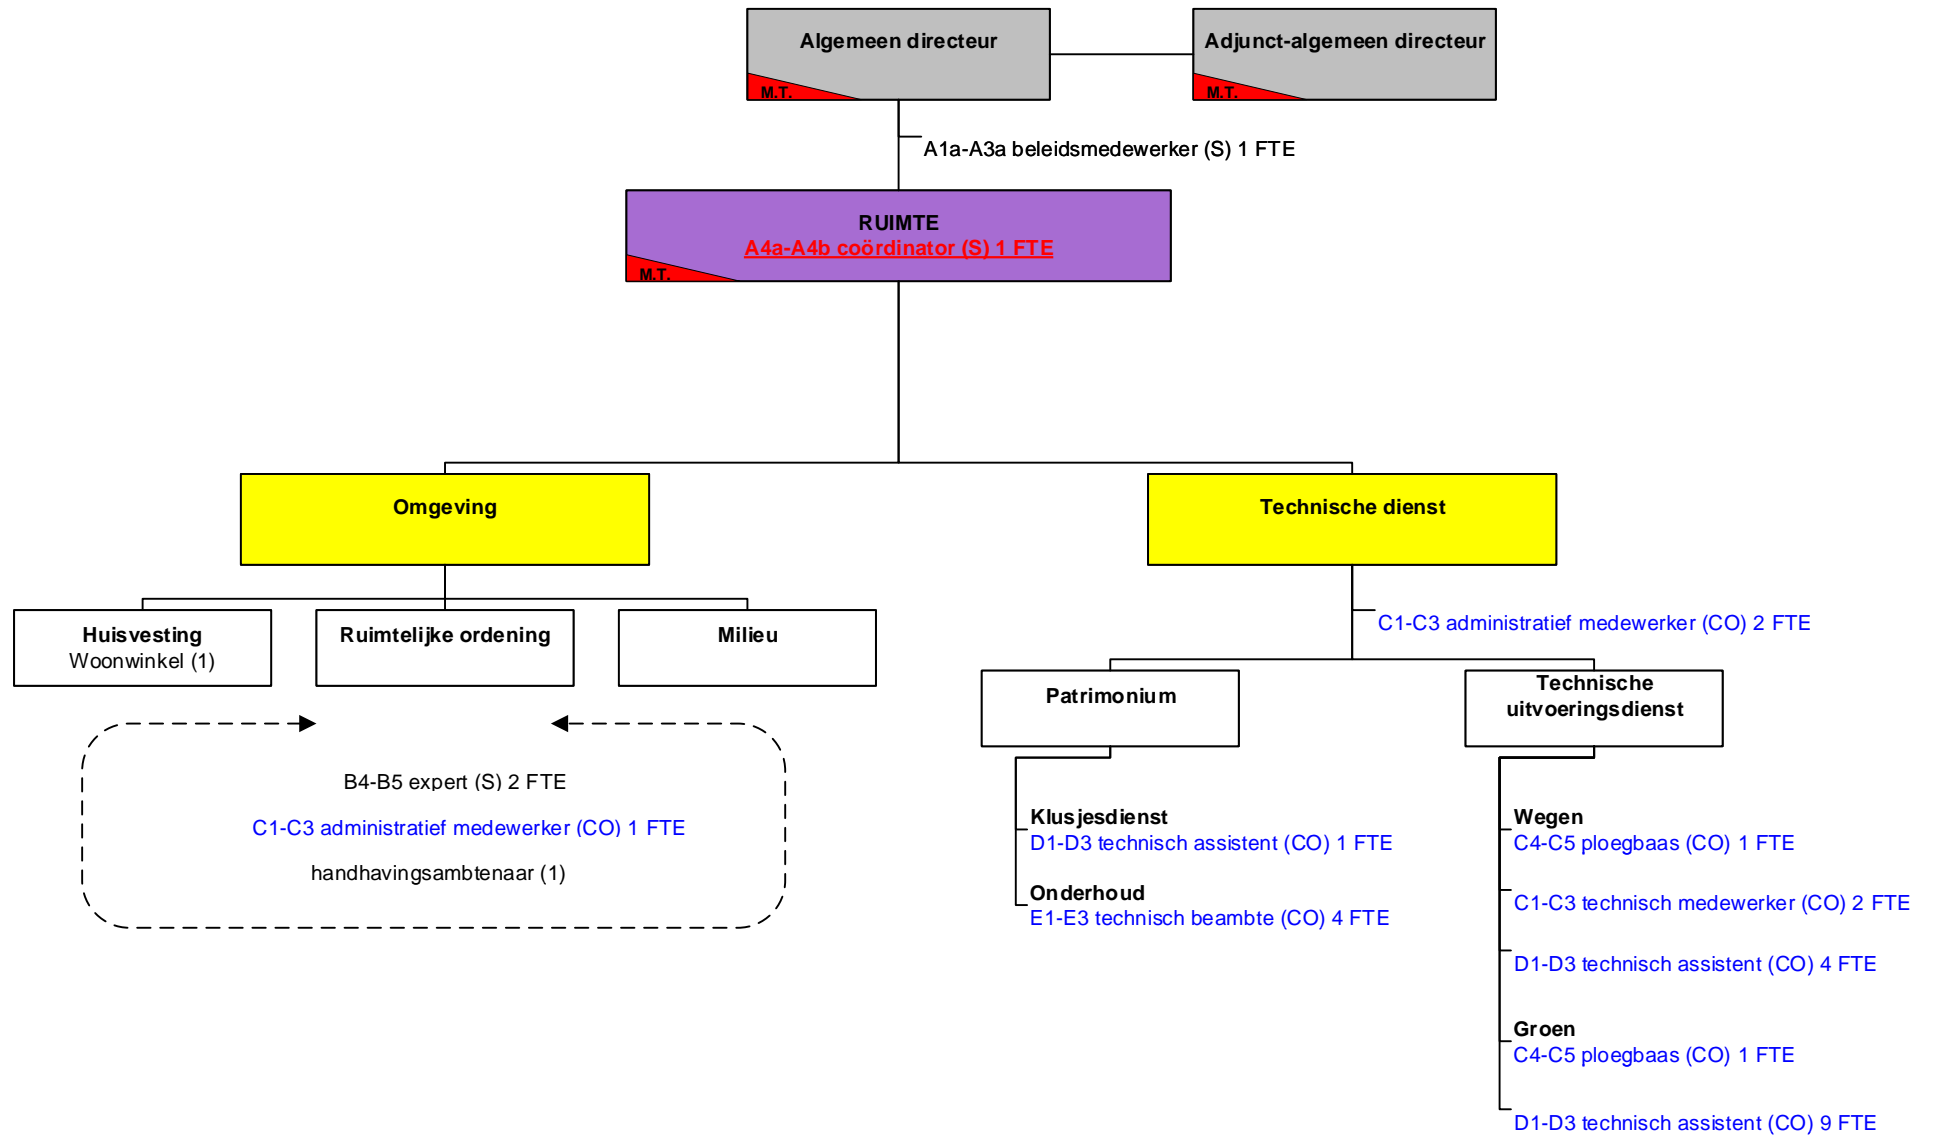 Algemeen directeur
M.T.
Adjunct-algemeen directeur
M.T.
A1a-A3a beleidsmedewerker (S) 1 FTE
RUIMTE
A4a-A4b coördinator (S) 1 FTE
M.T.
Omgeving
Technische dienst
Huisvesting
Woonwinkel (1)
Ruimtelijke ordening
Milieu
B4-B5 expert (S) 2 FTE
C1-C3 administratief medewerker (CO) 1 FTE
handhavingsambtenaar (1)
C1-C3 administratief medewerker (CO) 2 FTE
Patrimonium
Klusjesdienst
D1-D3 technisch assistent (CO) 1 FTE
Onderhoud
E1-E3 technisch beambte (CO) 4 FTE
Technische
uitvoeringsdienst
Wegen
C4-C5 ploegbaas (CO) 1 FTE
C1-C3 technisch medewerker (CO) 2 FTE
D1-D3 technisch assistent (CO) 4 FTE
Groen
C4-C5 ploegbaas (CO) 1 FTE
D1-D3 technisch assistent (CO) 9 FTE